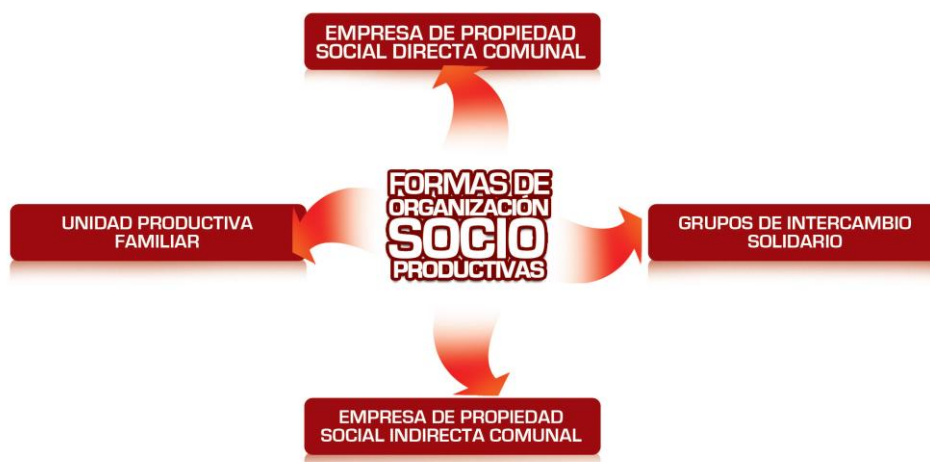 EMPRESA DE PROPIEDAD
SOCIAL DIRECTA COMUNAL
UNIDAD PRODUCTIVA
FAMILIAR
FORMAS DE
ORGANIZACIÓN
SOCIO
PRODUCTIVAS
GRUPOS DE INTERCAMBIO
SOLIDARIO
EMPRESA DE PROPIEDAD
SOCIAL INDIRECTA COMUNAL